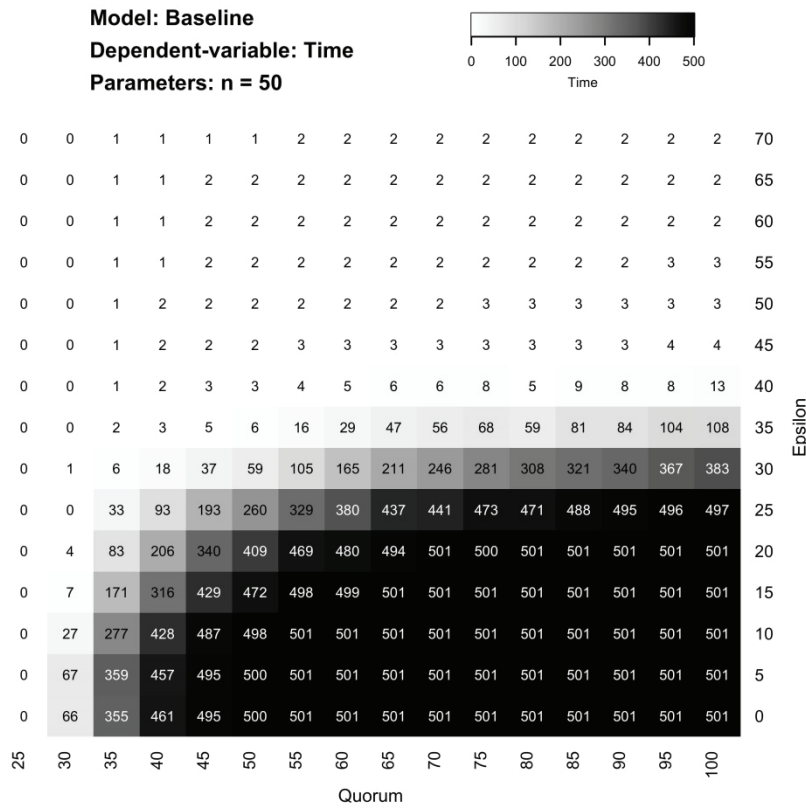 Model: Baseline
Dependent-variable: Time
Parameters: n = 50
0 100 200 300 400 500
Time
0 0 1 1 1 1 2 2 2 2 2 2 2 2 2 2 70
0 0 1 1 2 2 2 2 2 2 2 2 2 2 2 2 65
0 0 1 1 2 2 2 2 2 2 2 2 2 2 2 2 60
0 0 1 1 2 2 2 2 2 2 2 2 2 2 3 3 55
0 0 1 2 2 2 2 2 2 2 3 3 3 3 3 3 50
0 0 1 2 2 2 3 3 3 3 3 3 3 3 4 4 45
0 0 1 2 3 3 4 5 6 6 8 5 9 8 8 13 40
0 0 2 3 5 6 16 29 47 56 68 59 81 84 104 108 35
0 1 6 18 37 59 105 165 211 246 281 308 321 340 367 383 30
0 0 33 93 193 260 329 380 437 441 473 471 488 495 496 497 25
0 4 83 206 340 409 469 480 494 501 500 501 501 501 501 501 20
0 7 171 316 429 472 498 499 501 501 501 501 501 501 501 501 15
0 27 277 428 487 498 501 501 501 501 501 501 501 501 501 501 10
0 67 359 457 495 500 501 501 501 501 501 501 501 501 501 501 5
0 66 355 461 495 500 501 501 501 501 501 501 501 501 501 501 0
Epsilon
25 30 35 40 45 50 55 60 65 70 75 80 85 90 95 100
Quorum